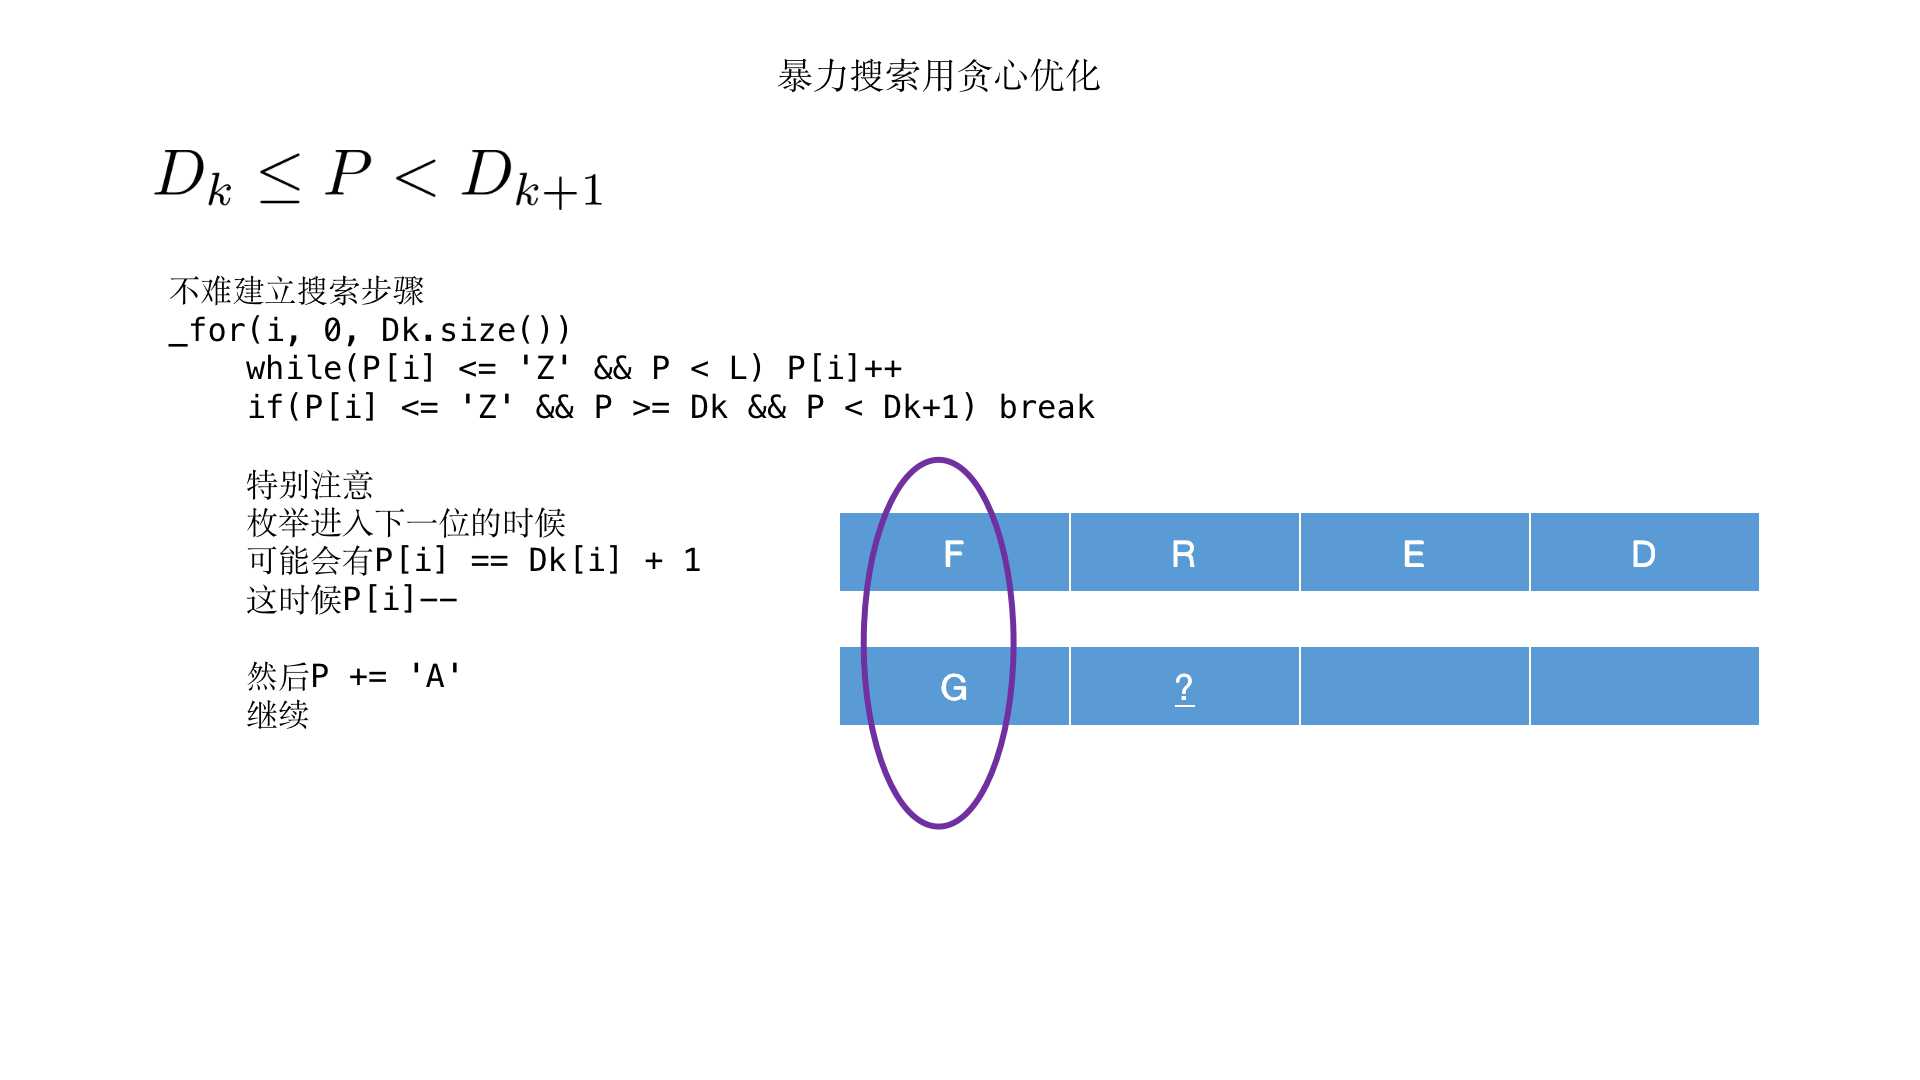 暴力搜索用贪心优化
D_k ≤ P < D_{k+1}
不难建立搜索步骤
_for(i, 0, Dk.size())
while(P[i] <= 'Z' && P < L) P[i]++
if(P[i] <= 'Z' && P >= Dk && P < Dk+1) break
特别注意
枚举进入下一位的时候
可能会有P[i] == Dk[i] + 1
这时候P[i]--
然后P += 'A'
继续
F R E D
G ?